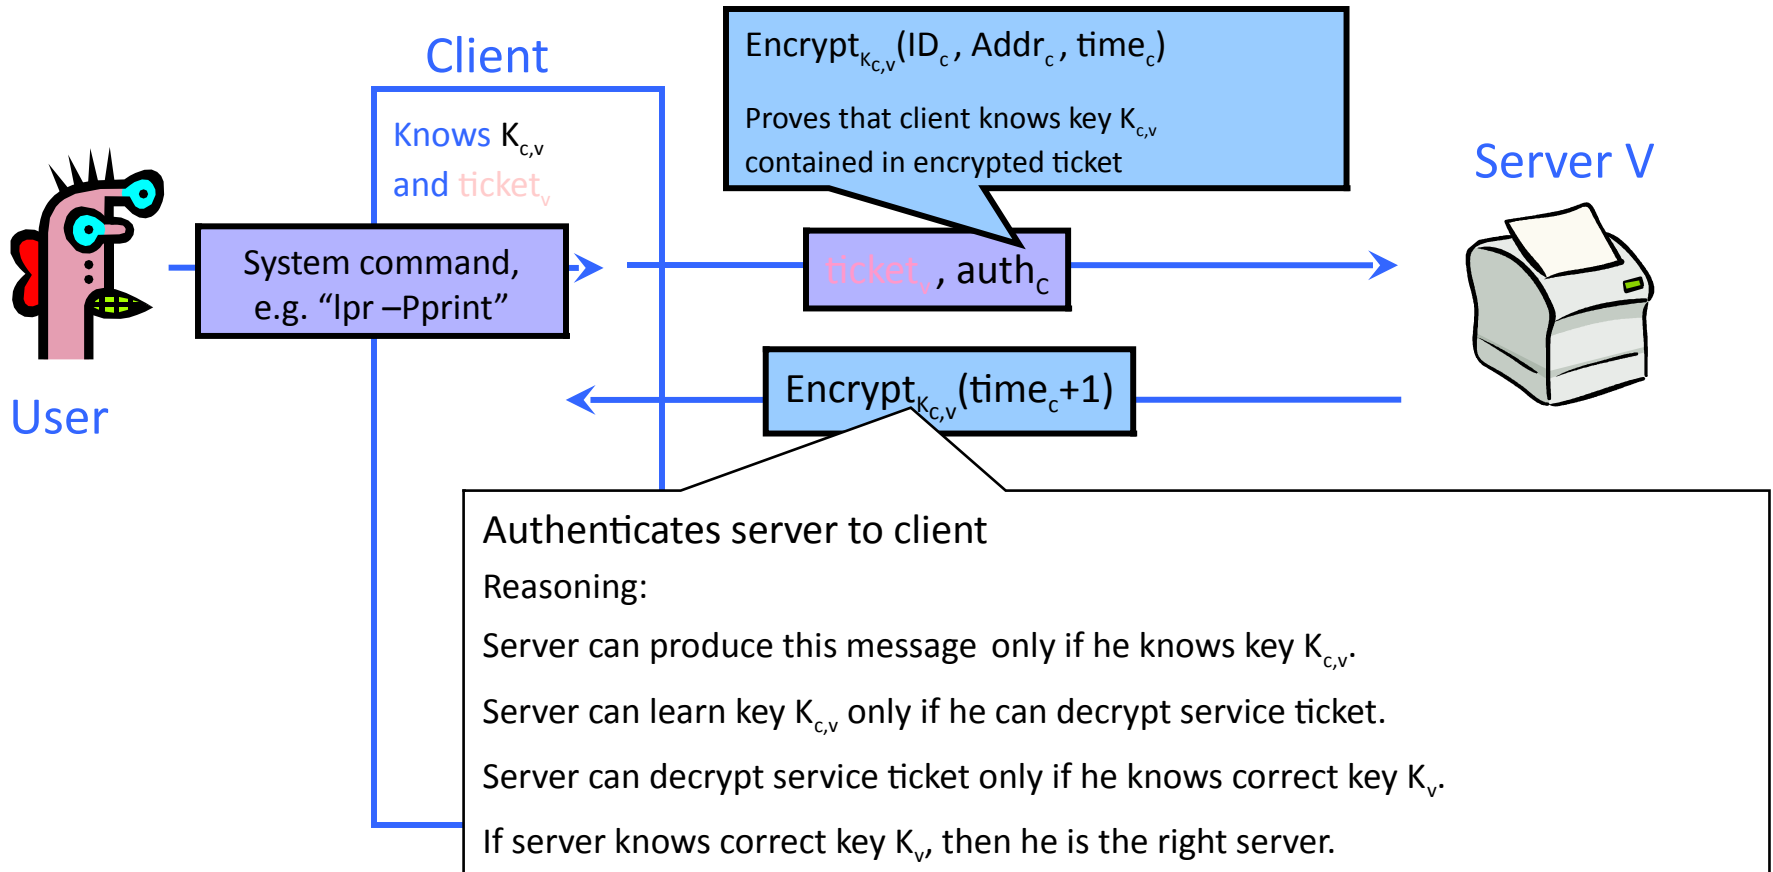 Client
Encrypt_{K_{c,v}}(ID_c, Addr_c, time_c)
Proves that client knows key K_{c,v}
contained in encrypted ticket
Knows K_{c,v}
and ticket_v
Server V
System command,
e.g. “lpr –Pprint”
ticket_v, auth_C
Encrypt_{K_{c,v}}(time_c+1)
User
Authenticates server to client
Reasoning:
Server can produce this message only if he knows key K_{c,v}.
Server can learn key K_{c,v} only if he can decrypt service ticket.
Server can decrypt service ticket only if he knows correct key K_v.
If server knows correct key K_v, then he is the right server.